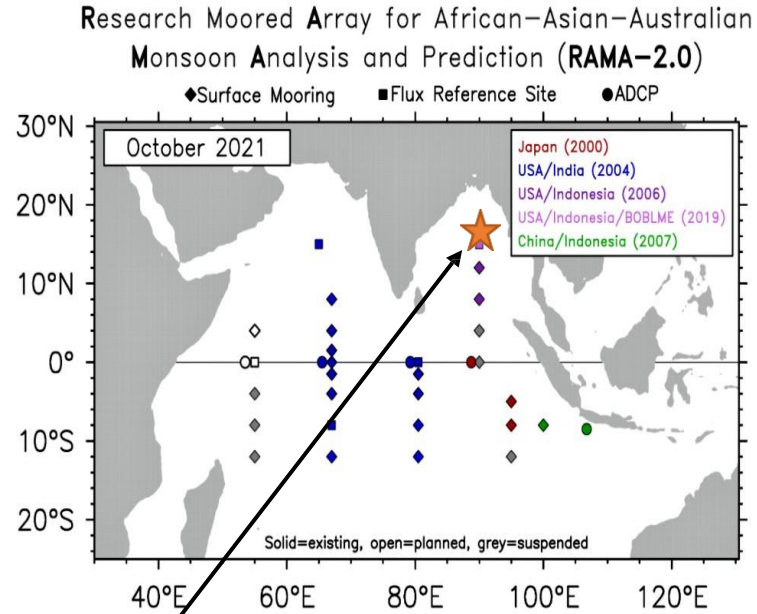 Research Moored Array for African-Asian-Australian
Monsoon Analysis and Prediction (RAMA-2.0)
Surface Mooring Flux Reference Site ADCP
30°N
October 2021
Japan (2000)
USA/India (2004)
USA/Indonesia (2006)
USA/Indonesia/BOBLME (2019)
China/Indonesia (2007)
20°N
10°N
0°
10°S
20°S
Solid=existing, open=planned, grey=suspended
40°E 60°E 80°E 100°E 120°E